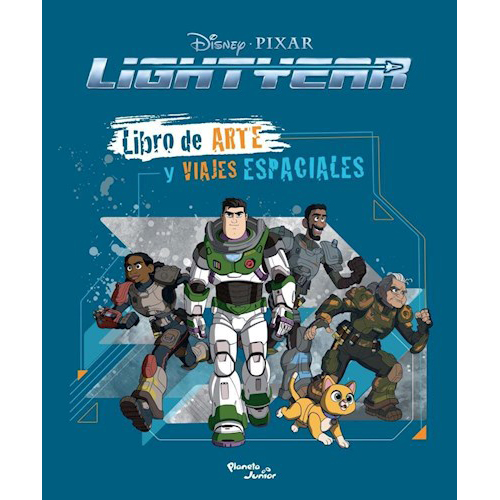 Disney · PIXAR
LIGHTYEAR
Libro de ARTE
y VIAJES ESPACIALES
Planeta
Junior